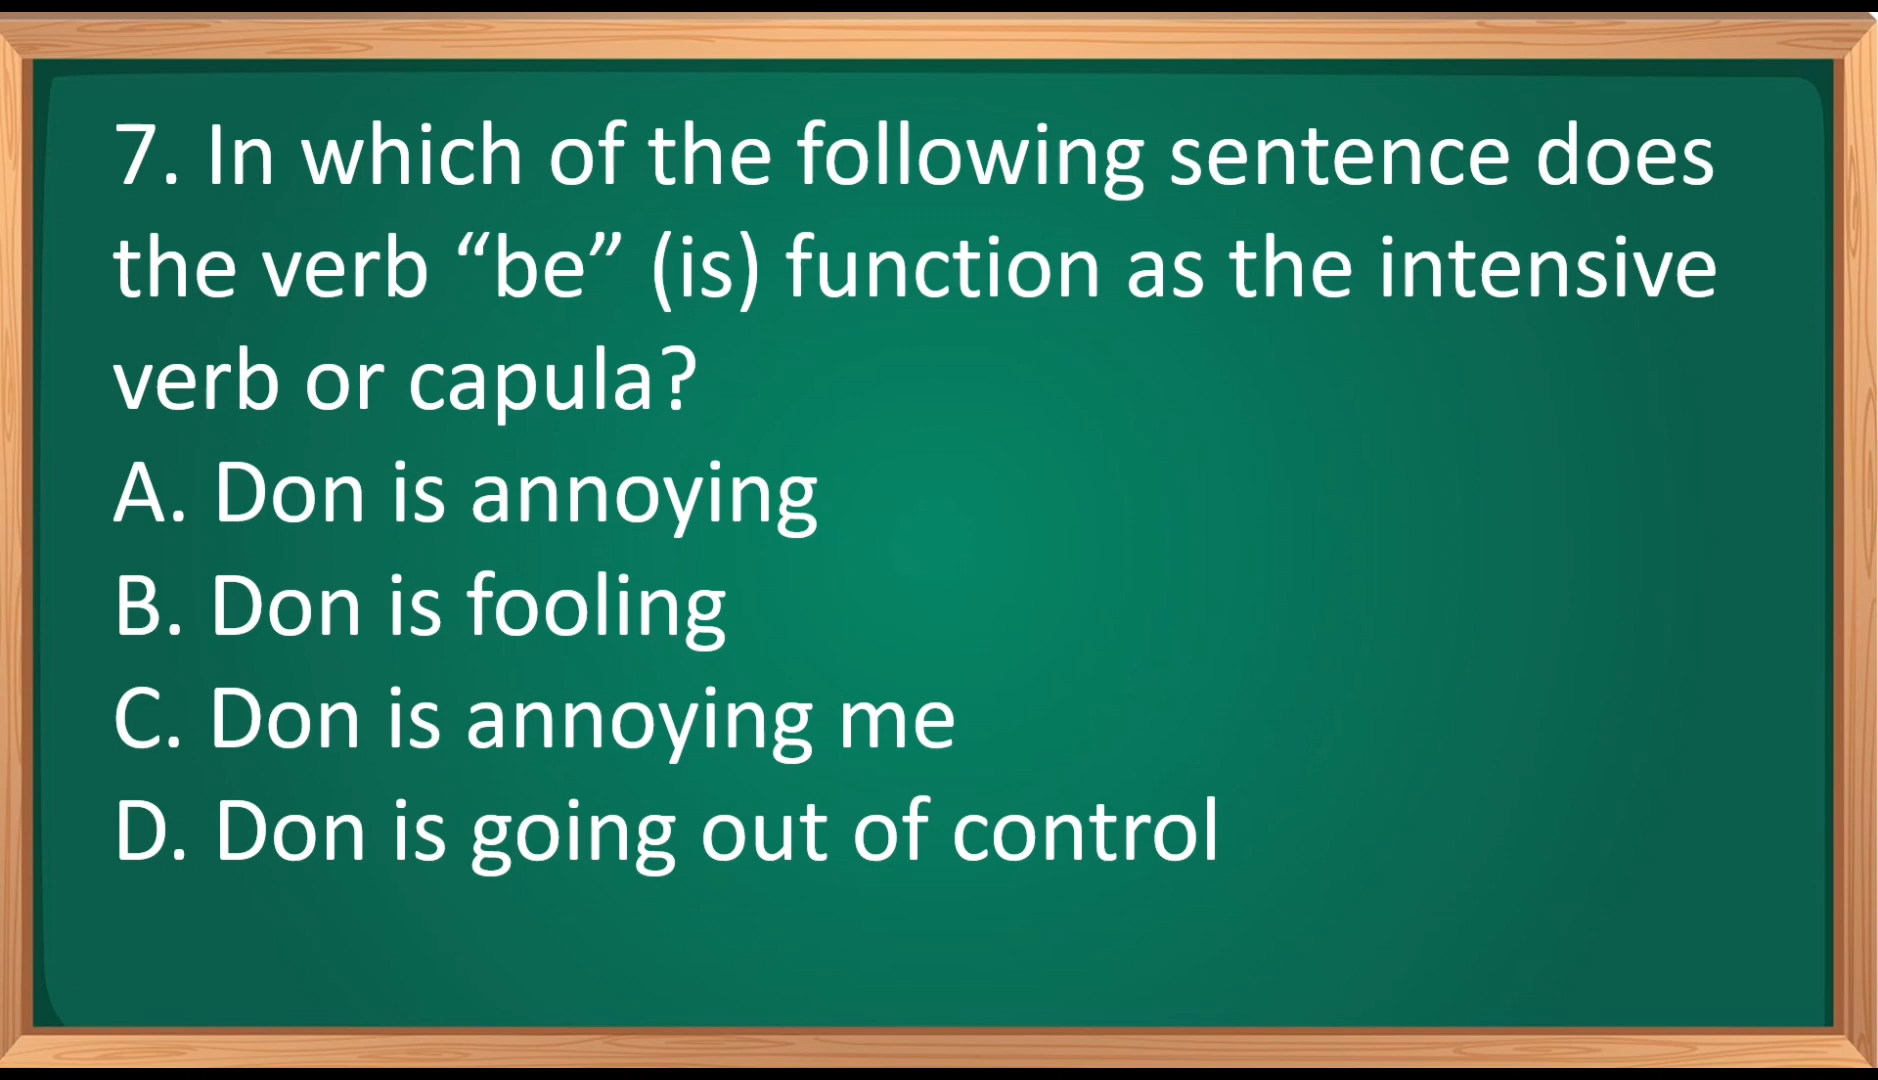 7. In which of the following sentence does
the verb “be” (is) function as the intensive
verb or capula?
A. Don is annoying
B. Don is fooling
C. Don is annoying me
D. Don is going out of control